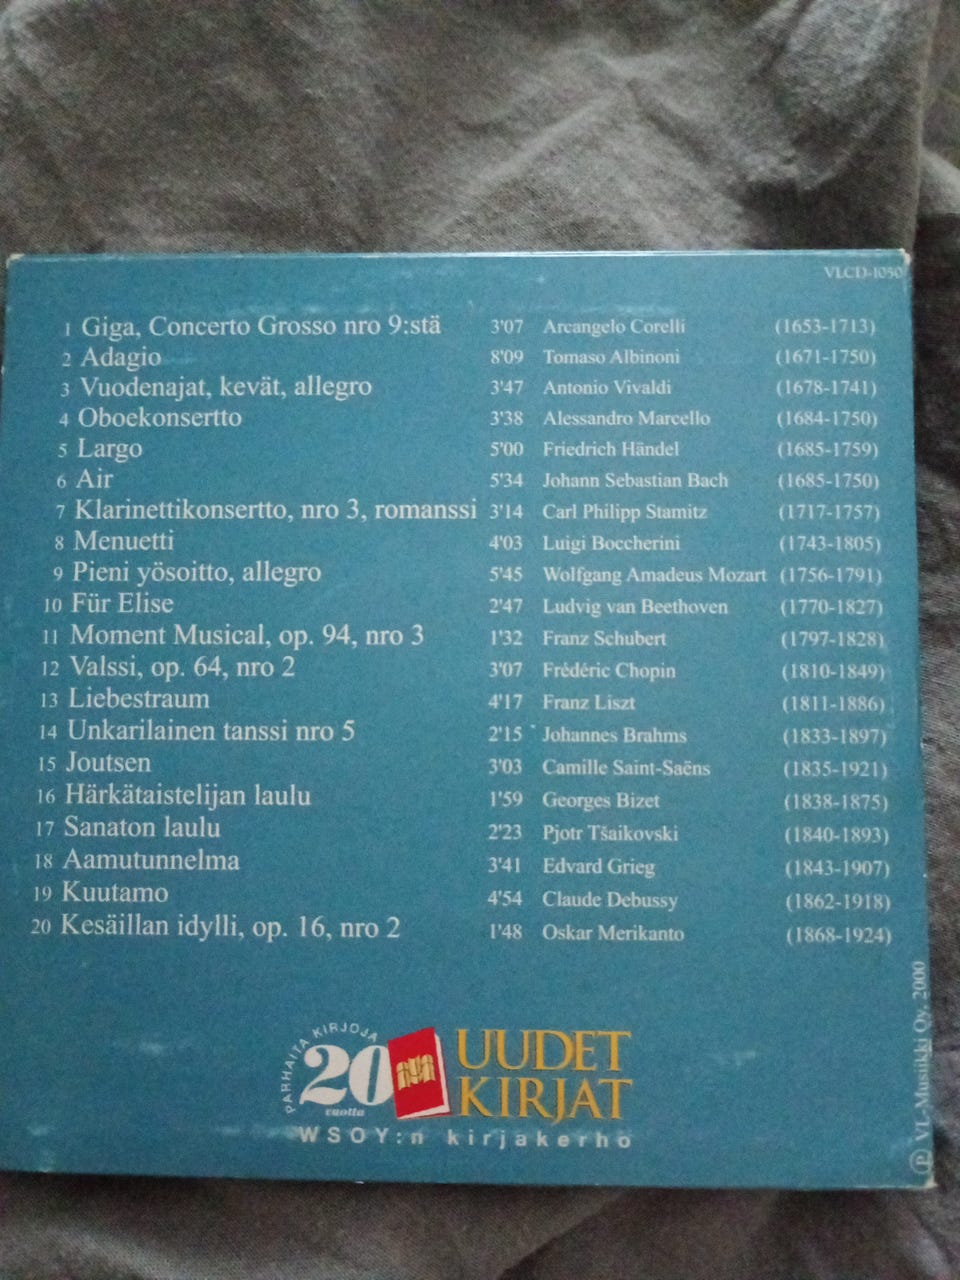 VLCD-1050
1 Giga, Concerto Grosso nro 9:stä 3'07 Arcangelo Corelli (1653-1713)
2 Adagio 8'09 Tomaso Albinoni (1671-1750)
3 Vuodenajat, kevät, allegro 3'47 Antonio Vivaldi (1678-1741)
4 Oboekonsertto 3'38 Alessandro Marcello (1684-1750)
5 Largo 5'00 Friedrich Händel (1685-1759)
6 Air 5'34 Johann Sebastian Bach (1685-1750)
7 Klarinettikonsertto, nro 3, romanssi 3'14 Carl Philipp Stamitz (1717-1757)
8 Menuetti 4'03 Luigi Boccherini (1743-1805)
9 Pieni yösoitto, allegro 5'45 Wolfgang Amadeus Mozart (1756-1791)
10 Für Elise 2'47 Ludvig van Beethoven (1770-1827)
11 Moment Musical, op. 94, nro 3 1'32 Franz Schubert (1797-1828)
12 Valssi, op. 64, nro 2 3'07 Frédéric Chopin (1810-1849)
13 Liebestraum 4'17 Franz Liszt (1811-1886)
14 Unkarilainen tanssi nro 5 2'15 Johannes Brahms (1833-1897)
15 Joutsen 3'03 Camille Saint-Saëns (1835-1921)
16 Härkätaistelijan laulu 1'59 Georges Bizet (1838-1875)
17 Sanaton laulu 2'23 Pjotr Tšaikovski (1840-1893)
18 Aamutunnelma 3'41 Edvard Grieg (1843-1907)
19 Kuutamo 4'54 Claude Debussy (1862-1918)
20 Kesäillan idylli, op. 16, nro 2 1'48 Oskar Merikanto (1868-1924)
PARHAITA KIRJOJA
20
vuotta
UUDET
KIRJAT
WSOY:n kirjakerho
Ⓟ VL-Musiikki Oy, 2000